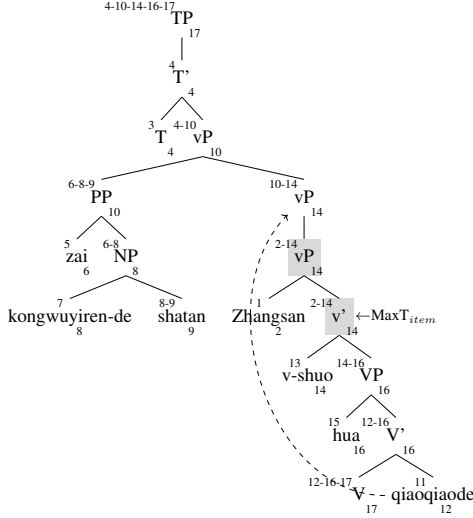 4-10-14-16-17 TP 17
4 T' 4
3 T 4 4-10 vP 10
6-8-9 PP 10 10-14 vP 14
5 zai 6 6-8 NP 8 2-14 vP 14
7 kongwuyiren-de 8 8-9 shatan 9 1 Zhangsan 2 2-14 v' 14 ←MaxT_item
13 v-shuo 14 14-16 VP 16
15 hua 16 12-16 V' 16
12-16-17 V 17 11 qiaoqiaode 12